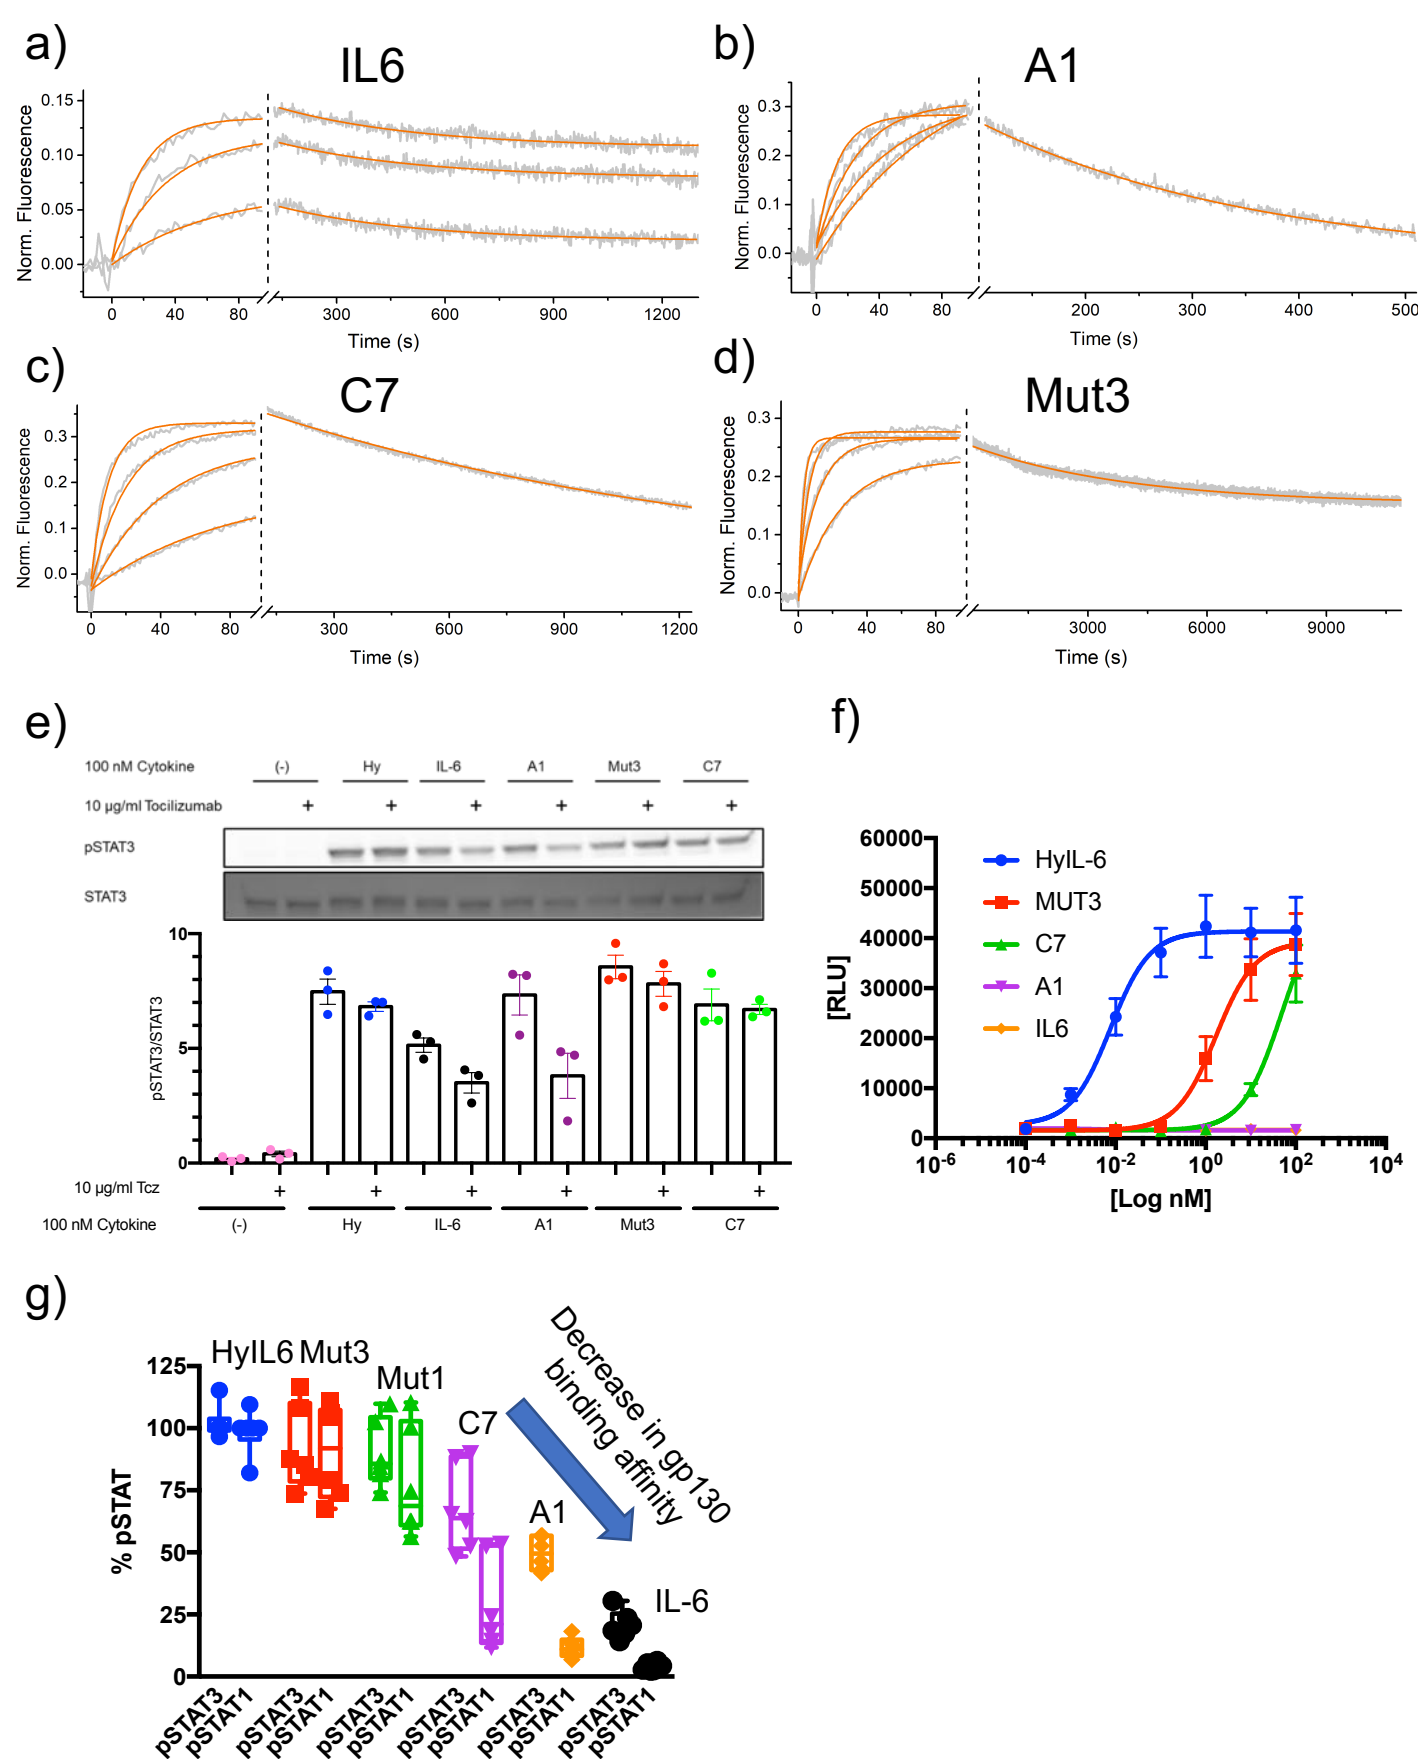 a)
IL6
Norm. Fluorescence
0.15
0.10
0.05
0.00
0
40
80
300
600
900
1200
Time (s)
b)
A1
Norm. Fluorescence
0.3
0.2
0.1
0.0
0
40
80
200
300
400
500
Time (s)
c)
C7
Norm. Fluorescence
0.3
0.2
0.1
0.0
0
40
80
300
600
900
1200
Time (s)
d)
Mut3
Norm. Fluorescence
0.3
0.2
0.1
0.0
0
40
80
3000
6000
9000
Time (s)
e)
100 nM Cytokine (-) Hy IL-6 A1 Mut3 C7
10 µg/ml Tocilizumab + + + + + +
pSTAT3
STAT3
pSTAT3/STAT3
10
5
0
10 µg/ml Tcz + + + + + +
100 nM Cytokine (-) Hy IL-6 A1 Mut3 C7
f)
[RLU]
60000
50000
40000
30000
20000
10000
0
HyIL-6
MUT3
C7
A1
IL6
10-6 10-4 10-2 100 102 104
[Log nM]
g)
% pSTAT
125
100
75
50
25
0
HyIL6 Mut3
Mut1
C7
A1
IL-6
Decrease in gp130
binding affinity
pSTAT3
pSTAT1
pSTAT3
pSTAT1
pSTAT3
pSTAT1
pSTAT3
pSTAT1
pSTAT3
pSTAT1
pSTAT3
pSTAT1